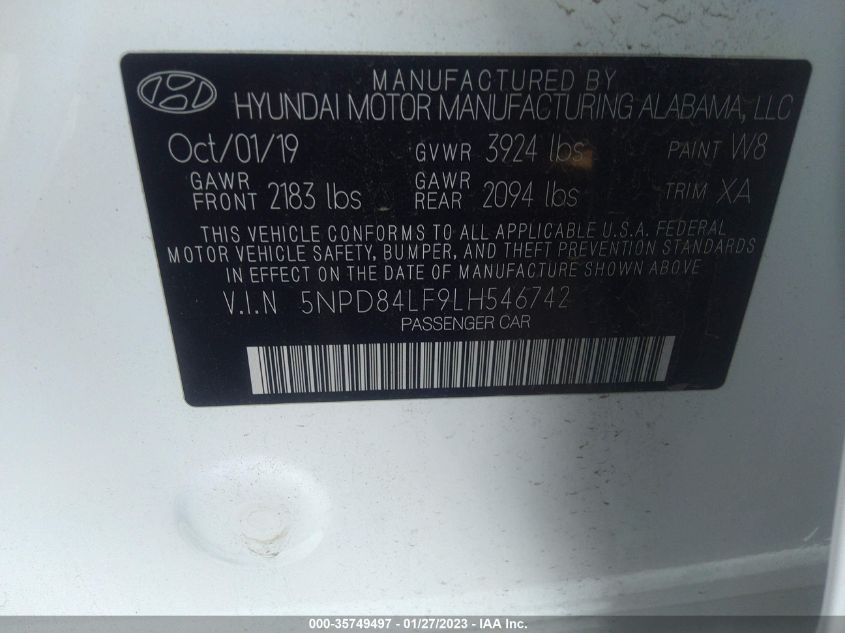 MANUFACTURED BY
HYUNDAI MOTOR MANUFACTURING ALABAMA, LLC
Oct/01/19 GVWR 3924 lbs PAINT W8
GAWR FRONT 2183 lbs GAWR REAR 2094 lbs TRIM XA
THIS VEHICLE CONFORMS TO ALL APPLICABLE U.S.A. FEDERAL
MOTOR VEHICLE SAFETY, BUMPER, AND THEFT PREVENTION STANDARDS
IN EFFECT ON THE DATE OF MANUFACTURE SHOWN ABOVE
V.I.N 5NPD84LF9LH546742
PASSENGER CAR
000-35749497 - 01/27/2023 - IAA Inc.